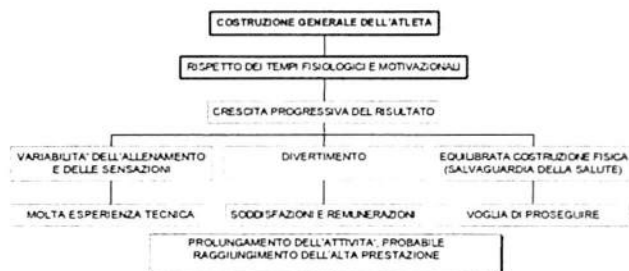 COSTRUZIONE GENERALE DELL'ATLETA
RISPETTO DEI TEMPI FISIOLOGICI E MOTIVAZIONALI
CRESCITA PROGRESSIVA DEL RISULTATO
VARIABILITA' DELL'ALLENAMENTO
E DELLE SENSAZIONI
DIVERTIMENTO
EQUILIBRATA COSTRUZIONE FISICA
(SALVAGUARDIA DELLA SALUTE)
MOLTA ESPERIENZA TECNICA
SODDISFAZIONI E REMUNERAZIONI
VOGLIA DI PROSEGUIRE
PROLUNGAMENTO DELL'ATTIVITA', PROBABILE
RAGGIUNGIMENTO DELL'ALTA PRESTAZIONE